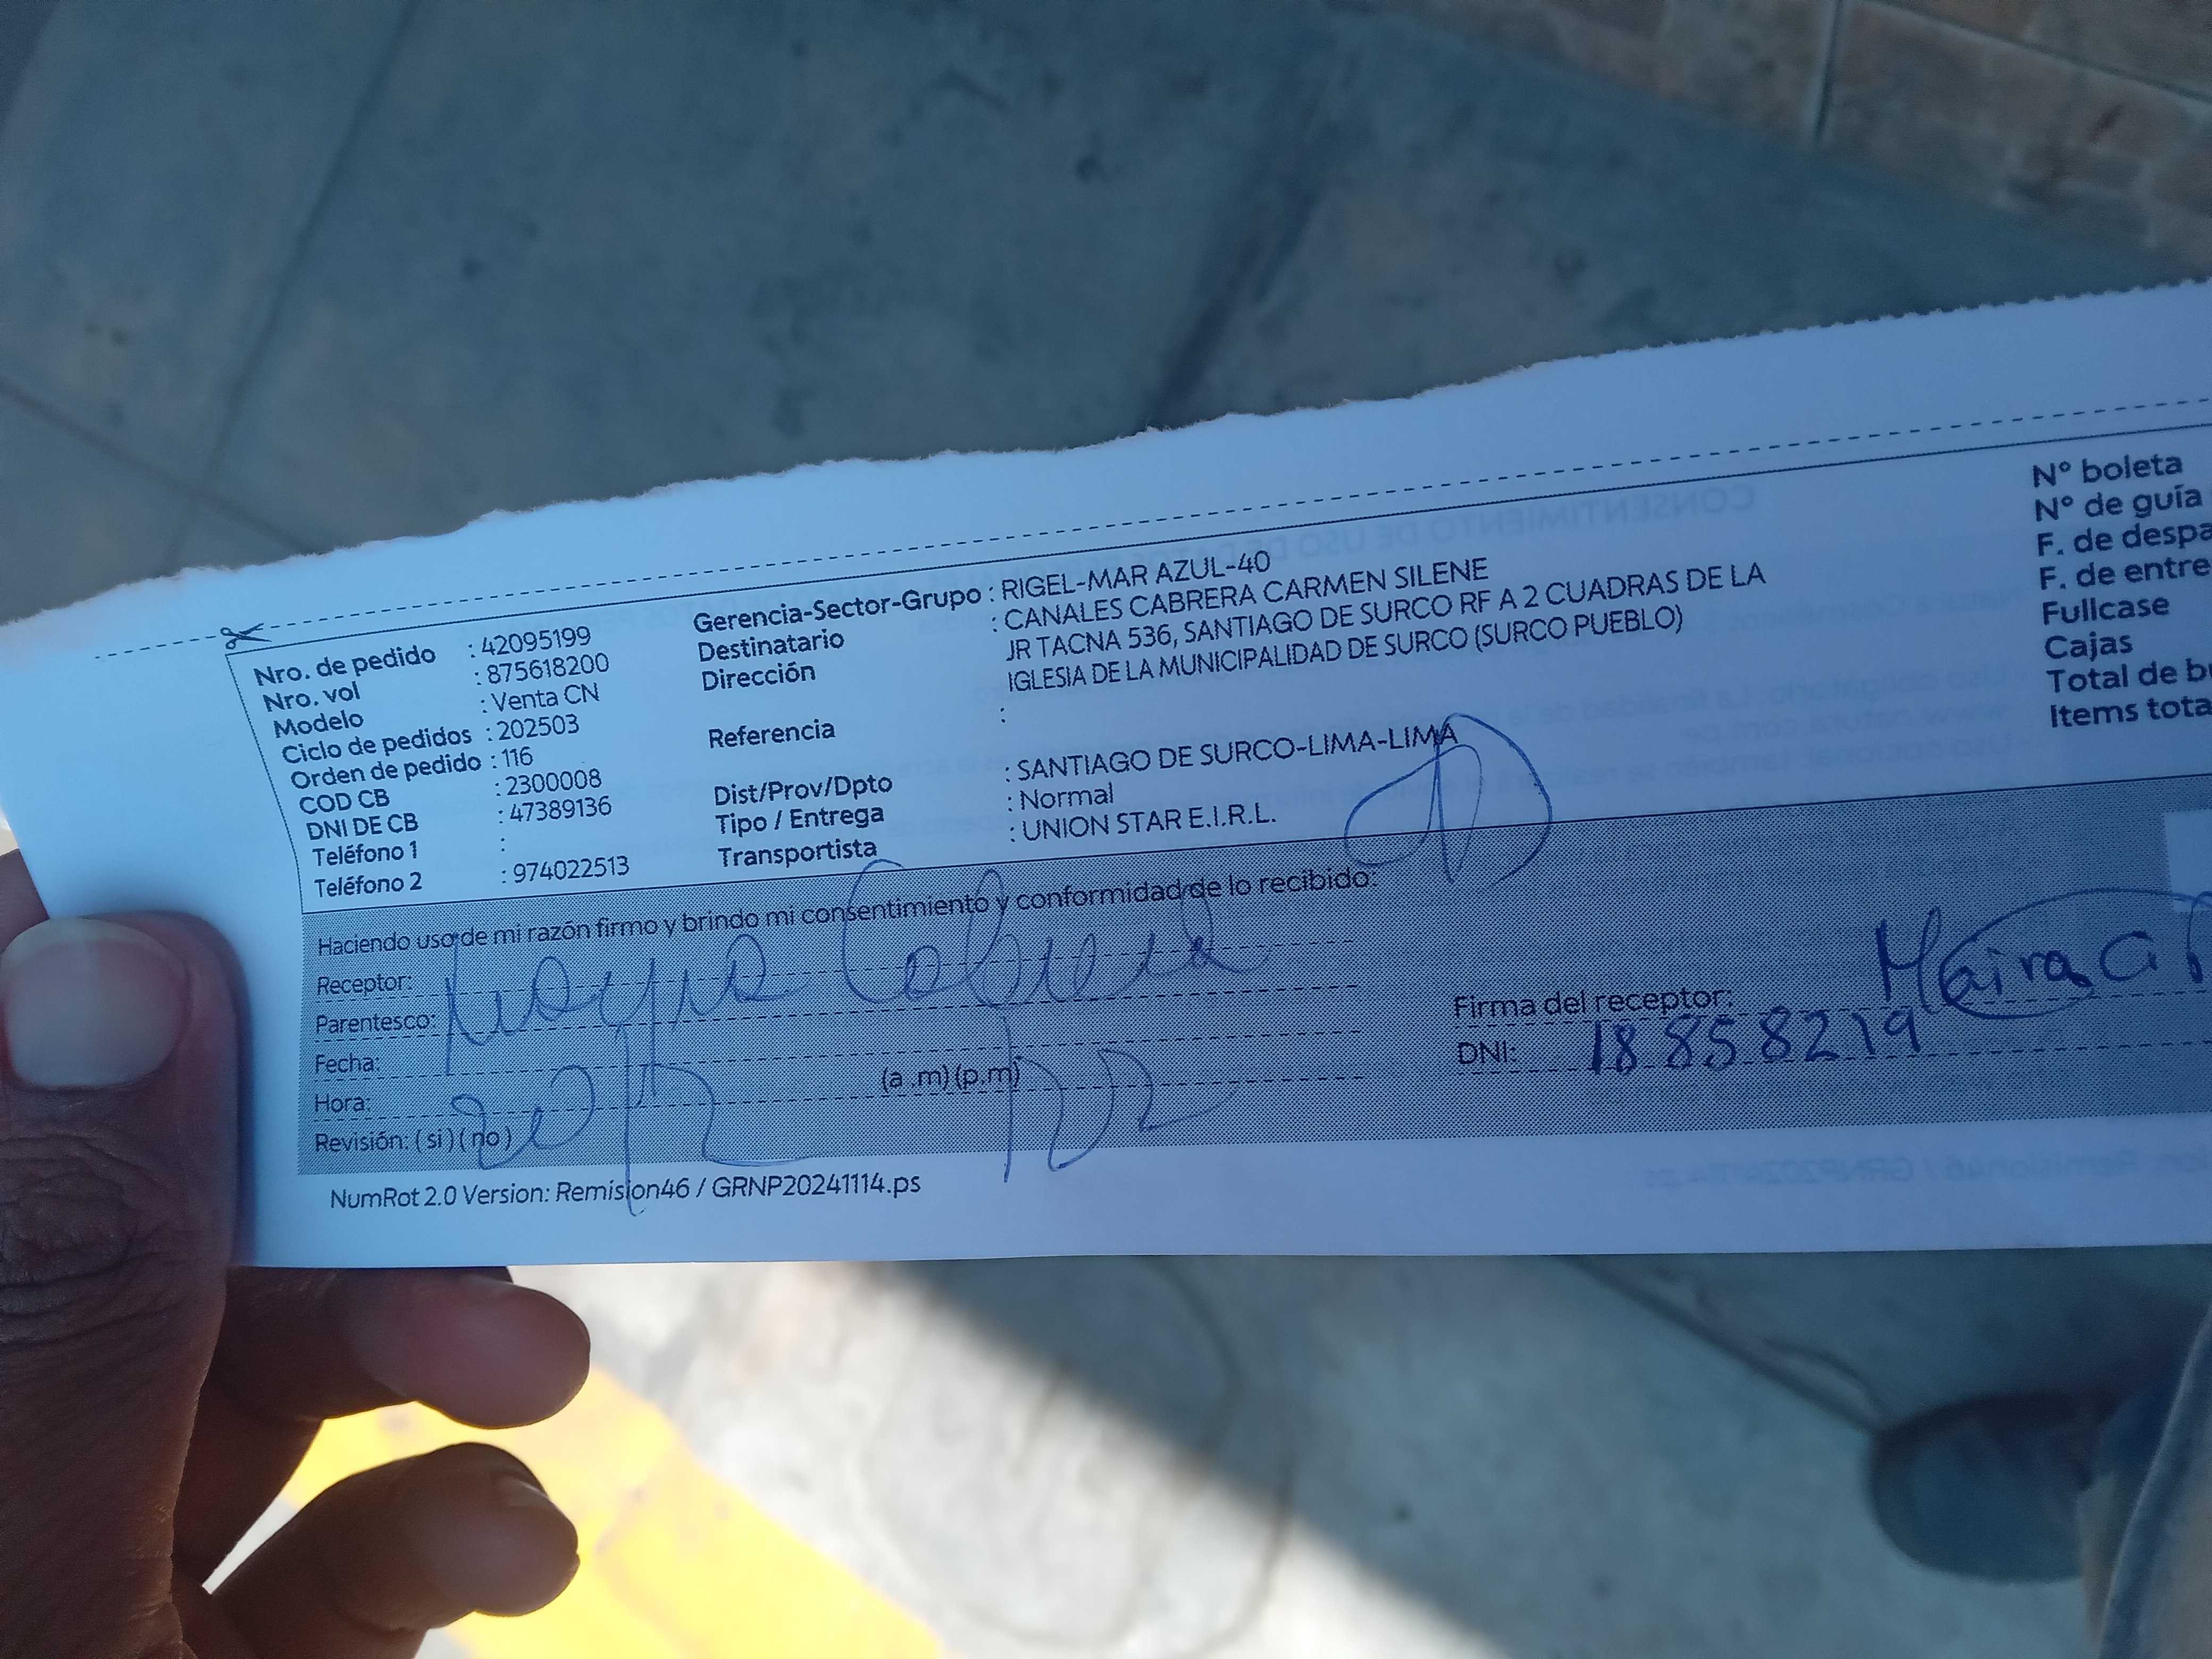 Nro. de pedido : 42095199
Nro. vol : 875618200
Modelo : Venta CN
Ciclo de pedidos : 202503
Orden de pedido : 116
COD CB : 2300008
DNI DE CB : 47389136
Teléfono 1 :
Teléfono 2 : 974022513
Gerencia-Sector-Grupo : RIGEL-MAR AZUL-40
Destinatario : CANALES CABRERA CARMEN SILENE
Dirección : JR TACNA 536, SANTIAGO DE SURCO RF A 2 CUADRAS DE LA
IGLESIA DE LA MUNICIPALIDAD DE SURCO (SURCO PUEBLO)
Referencia :
Dist/Prov/Dpto : SANTIAGO DE SURCO-LIMA-LIMA
Tipo / Entrega : Normal
Transportista : UNION STAR E.I.R.L.
N° boleta
N° de guía
F. de despa
F. de entre
Fullcase
Cajas
Total de b
Items tota
Haciendo uso de mi razón firmo y brindo mi consentimiento y conformidad de lo recibido:
Receptor:
Parentesco:
Fecha:
Hora: (a .m) (p.m)
Revisión: ( si ) ( no )
Firma del receptor:
DNI: 18858219
NumRot 2.0 Version: Remision46 / GRNP20241114.ps